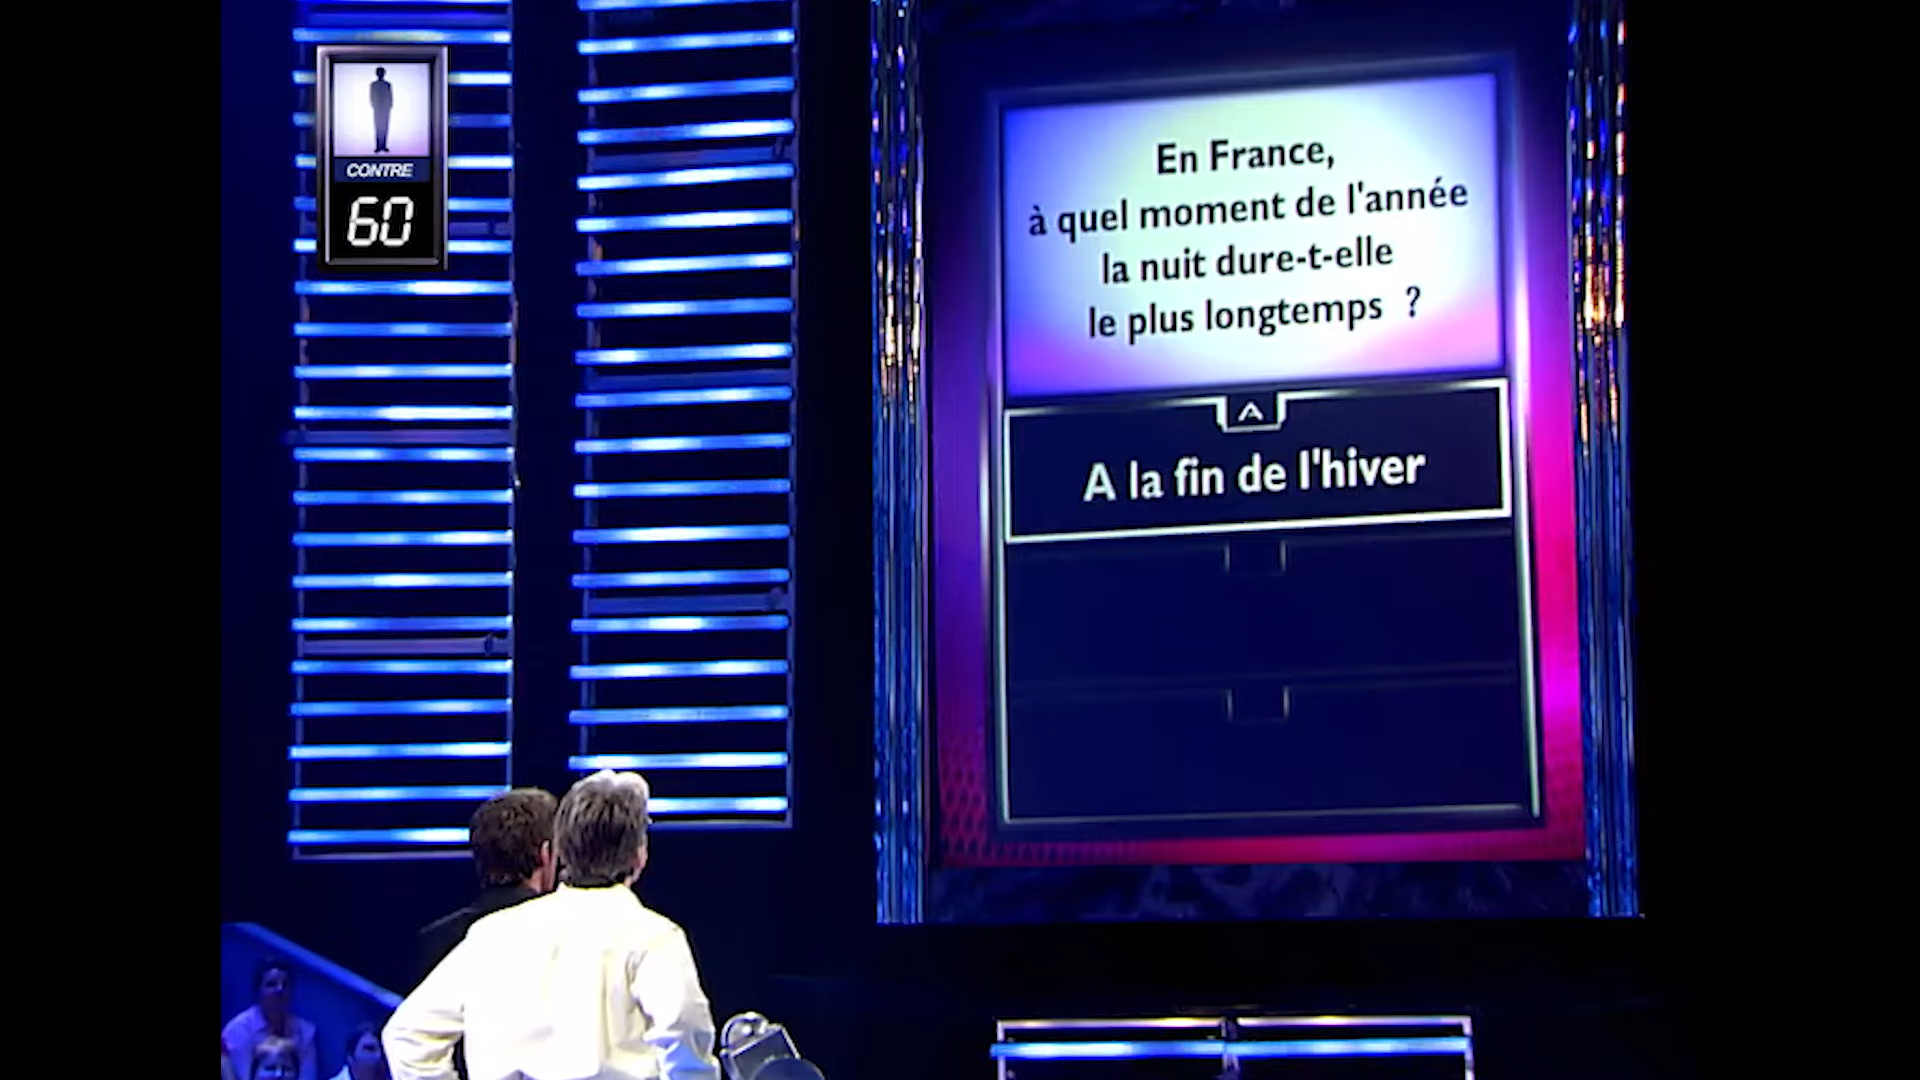 CONTRE
60
En France,
à quel moment de l'année
la nuit dure-t-elle
le plus longtemps ?
A
A la fin de l'hiver